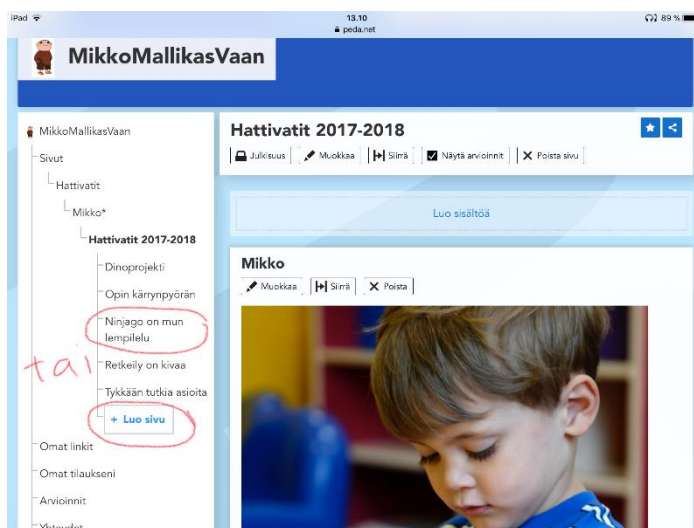 iPad
13.10
89 %
peda.net
MikkoMallikasVaan
MikkoMallikasVaan
Sivut
Hattivatit
Mikko*
Hattivatit 2017-2018
Dinoprojekti
Opin kärrynpyörän
Ninjago on mun
lempilelu
tai
Retkeily on kivaa
Tykkään tutkia asioita
+ Luo sivu
Omat linkit
Omat tilaukseni
Arvioinnit
Yhteydet
Hattivatit 2017-2018
Julkisuus Muokkaa Siirrä Näytä arvioinnit Poista sivu
Luo sisältöä
Mikko
Muokkaa Siirrä Poista